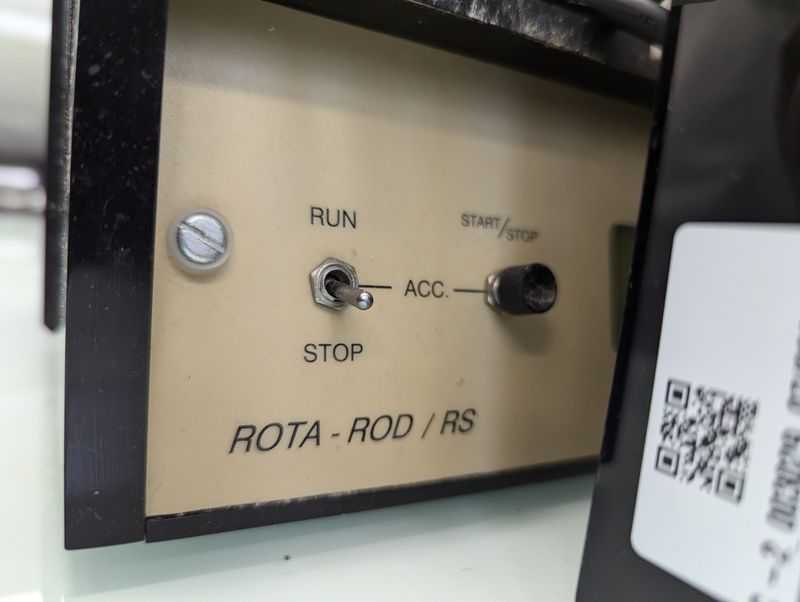 RUN
START/STOP
ACC.
STOP
ROTA - ROD / RS